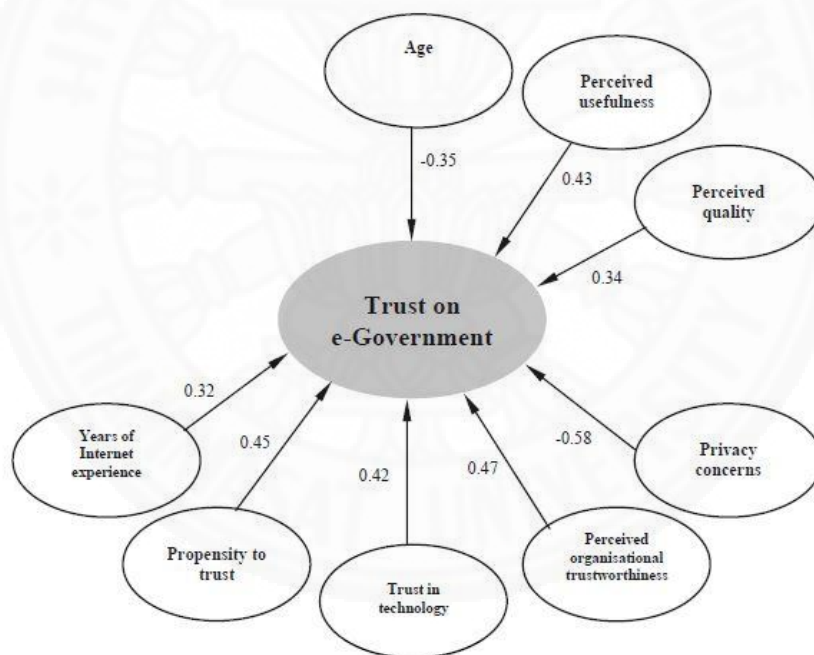 Age
Perceived
usefulness
-0.35
0.43
Perceived
quality
0.34
Trust on
e-Government
0.32
Years of
Internet
experience
0.45
0.42
0.47
-0.58
Privacy
concerns
Propensity to
trust
Trust in
technology
Perceived
organisational
trustworthiness